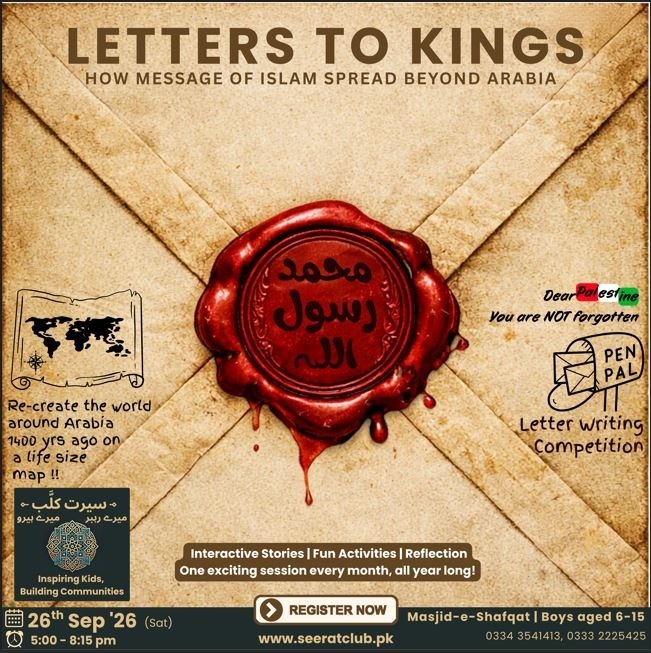 LETTERS TO KINGS
HOW MESSAGE OF ISLAM SPREAD BEYOND ARABIA
محمد
رسول
الله
Re-create the world
around Arabia
1400 yrs ago on
a life size
map !!
Dear Palestine
You are NOT Forgotten
PEN
PAL
Letter Writing
Competition
سیرت کلَب
میرے رہبر میرے ہیرو
Inspiring Kids,
Building Communities
Interactive Stories | Fun Activities | Reflection
One exciting session every month, all year long!
26th Sep '26 (Sat)
5:00 - 8:15 pm
REGISTER NOW
www.seeratclub.pk
Masjid-e-Shafqat | Boys aged 6-15
0334 3541413, 0333 2225425